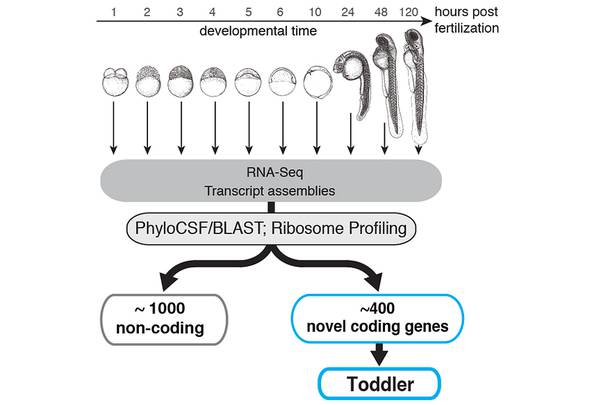 1 2 3 4 5 6 10 24 48 120 hours post
developmental time fertilization
RNA-Seq
Transcript assemblies
PhyloCSF/BLAST; Ribosome Profiling
~ 1000
non-coding
~400
novel coding genes
Toddler